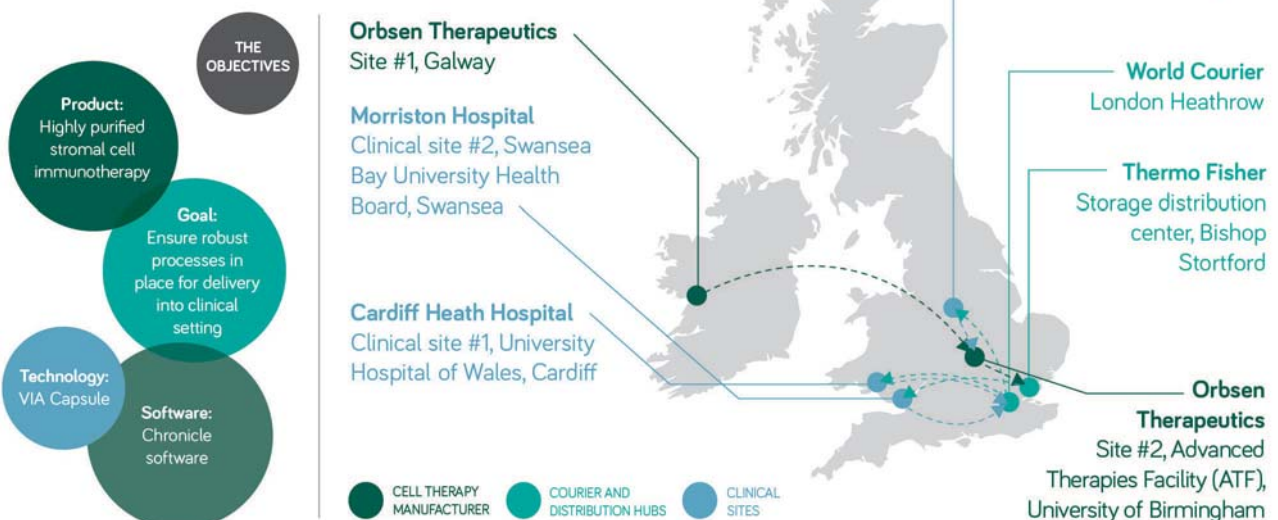 THE
OBJECTIVES
Product:
Highly purified
stromal cell
immunotherapy
Goal:
Ensure robust
processes in
place for delivery
into clinical
setting
Technology:
VIA Capsule
Software:
Chronicle
software
Orbsen Therapeutics
Site #1, Galway
Morriston Hospital
Clinical site #2, Swansea
Bay University Health
Board, Swansea
Cardiff Heath Hospital
Clinical site #1, University
Hospital of Wales, Cardiff
World Courier
London Heathrow
Thermo Fisher
Storage distribution
center, Bishop
Stortford
Orbsen
Therapeutics
Site #2, Advanced
Therapies Facility (ATF),
University of Birmingham
CELL THERAPY
MANUFACTURER
COURIER AND
DISTRIBUTION HUBS
CLINICAL
SITES